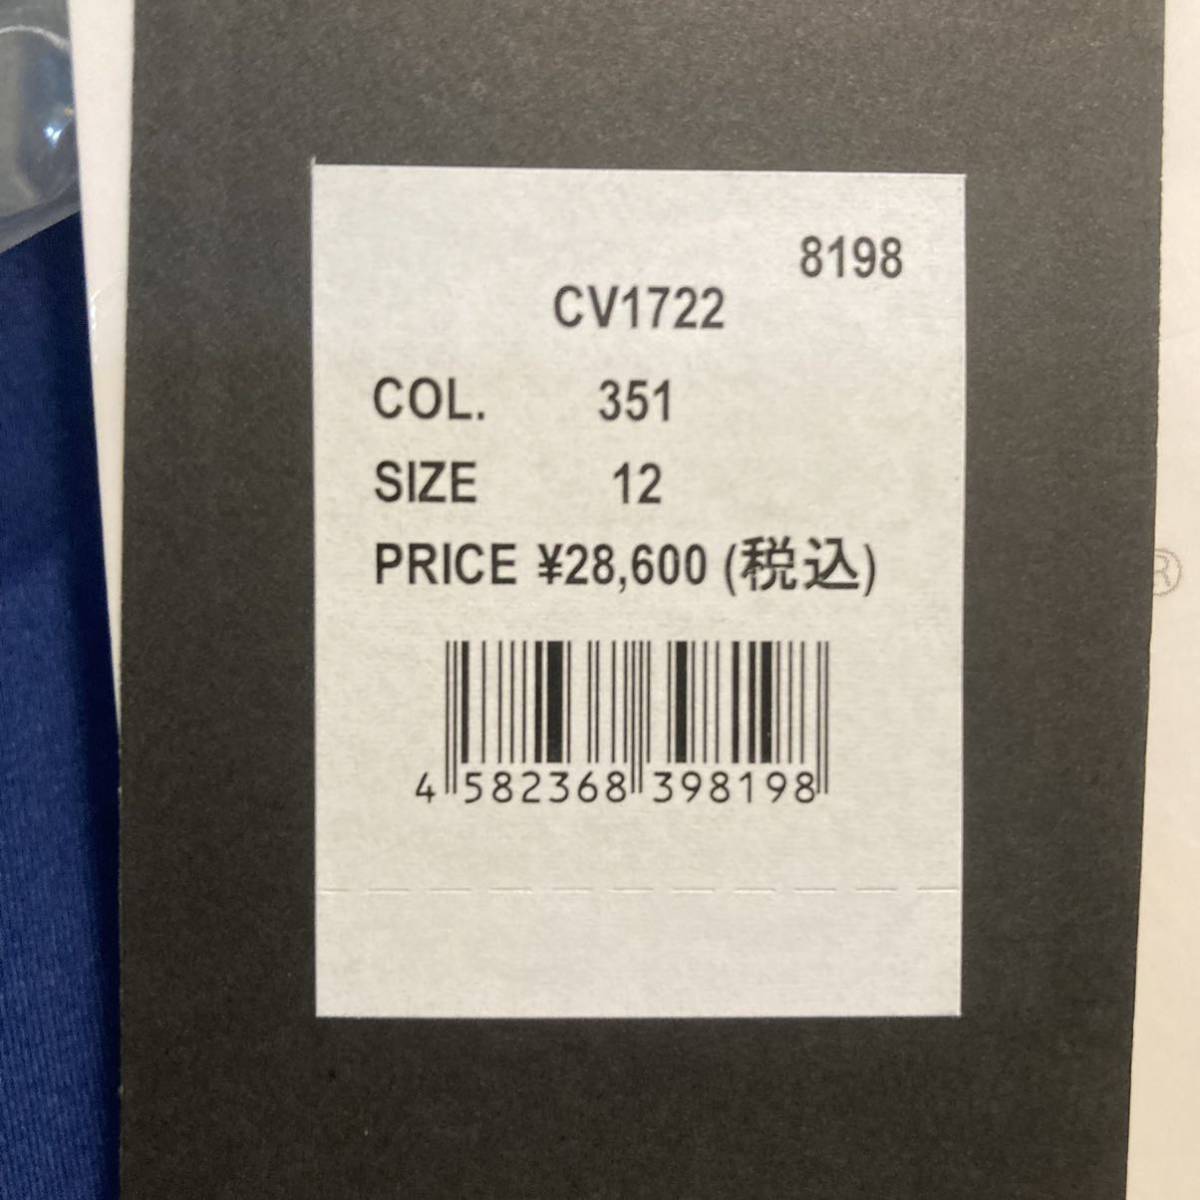 8198
CV1722
COL. 351
SIZE 12
PRICE ¥28,600 (税込)
4 582368 398198
®